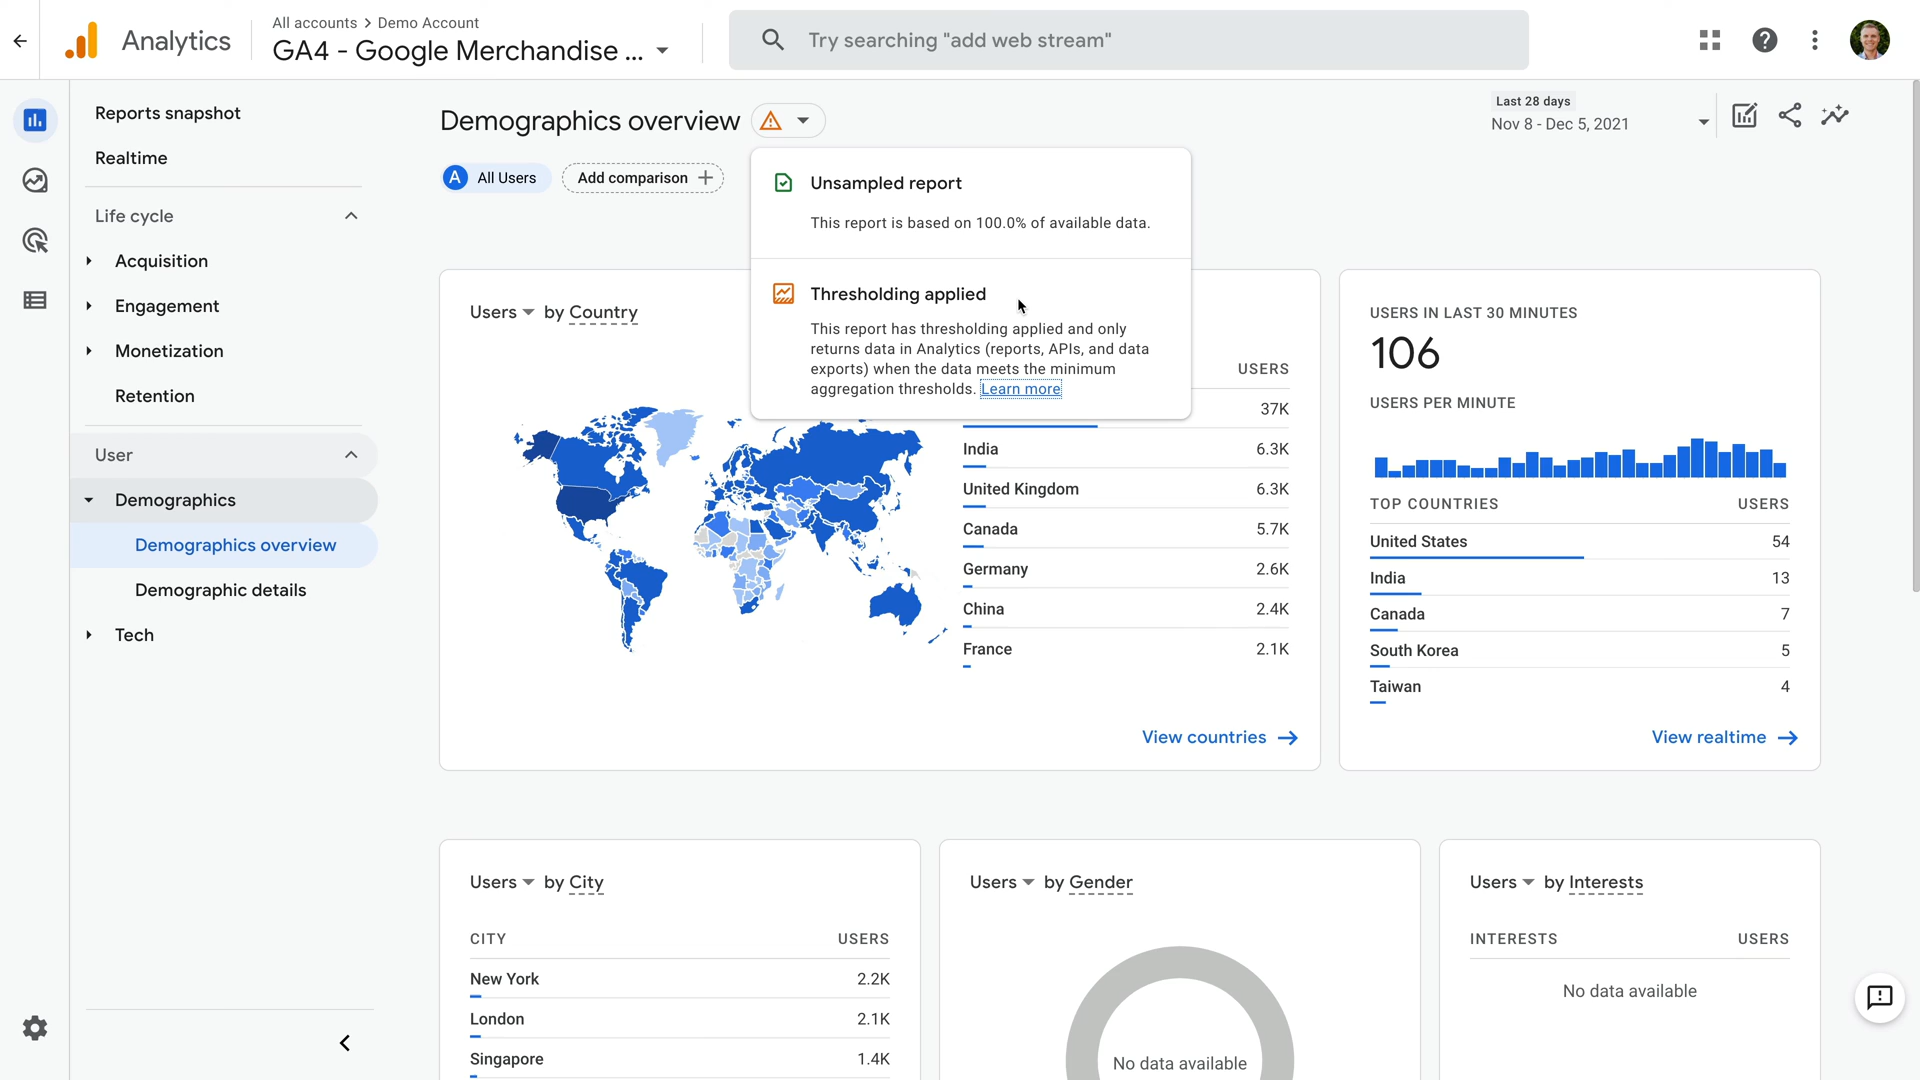 Analytics
All accounts > Demo Account
GA4 - Google Merchandise ...
Try searching "add web stream"
Reports snapshot
Realtime
Life cycle
Acquisition
Engagement
Monetization
Retention
User
Demographics
Demographics overview
Demographic details
Tech
Demographics overview
Last 28 days
Nov 8 - Dec 5, 2021
A All Users
Add comparison +
Unsampled report
This report is based on 100.0% of available data.
Thresholding applied
This report has thresholding applied and only
returns data in Analytics (reports, APIs, and data
exports) when the data meets the minimum
aggregation thresholds. Learn more
Users by Country
USERS
37K
India 6.3K
United Kingdom 6.3K
Canada 5.7K
Germany 2.6K
China 2.4K
France 2.1K
View countries
USERS IN LAST 30 MINUTES
106
USERS PER MINUTE
TOP COUNTRIES USERS
United States 54
India 13
Canada 7
South Korea 5
Taiwan 4
View realtime
Users by City
CITY USERS
New York 2.2K
London 2.1K
Singapore 1.4K
Users by Gender
No data available
Users by Interests
INTERESTS USERS
No data available